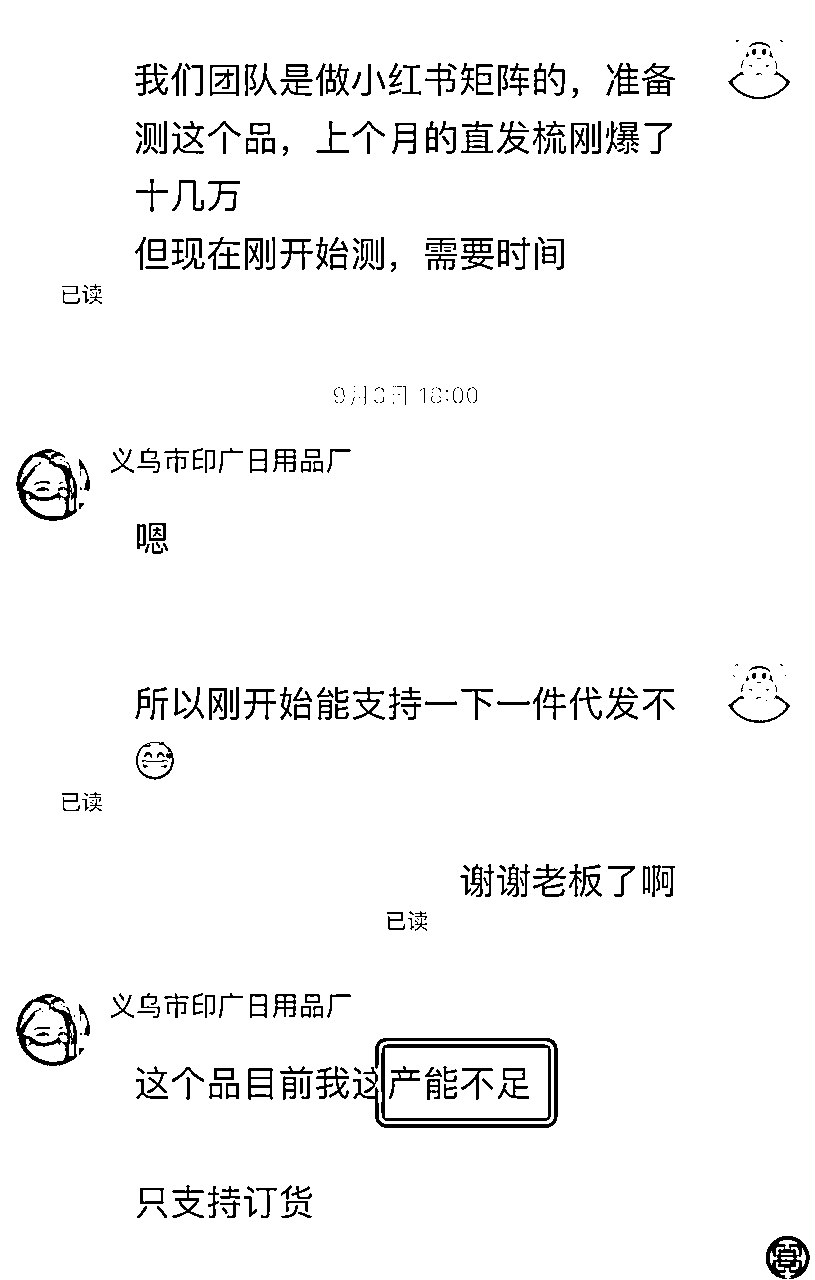 我们团队是做小红书矩阵的，准备
测这个品，上个月的直发梳刚爆了
十几万
但现在刚开始测，需要时间
已读
18:00
义乌市印广日用品厂
嗯
所以刚开始能支持一下一件代发不
已读
谢谢老板了啊
已读
义乌市印广日用品厂
这个品目前我这产能不足
只支持订货